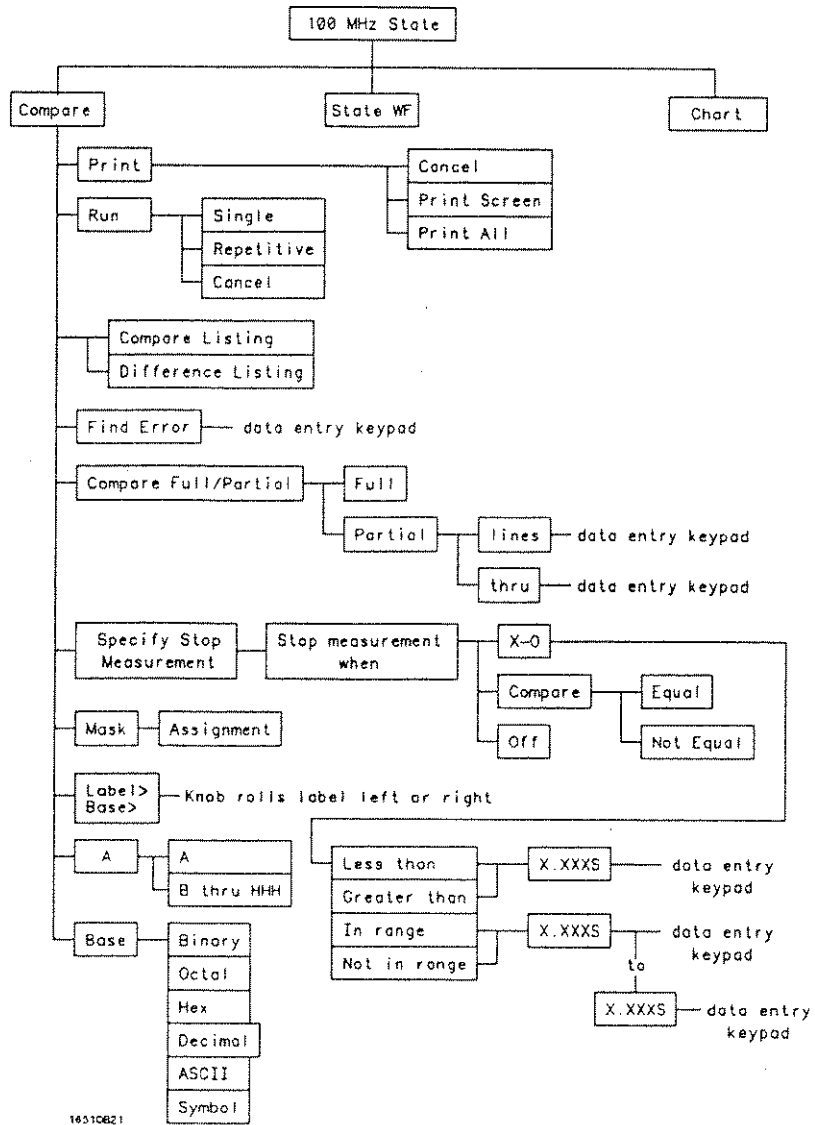 100 MHz State
Compare
State WF
Chart
Print
Cancel
Print Screen
Print All
Run
Single
Repetitive
Cancel
Compare Listing
Difference Listing
Find Error
data entry keypad
Compare Full/Partial
Full
Partial
lines
data entry keypad
thru
data entry keypad
Specify Stop
Measurement
Stop measurement
when
X-O
Compare
Equal
Not Equal
Off
Mask
Assignment
Label>
Base>
Knob rolls label left or right
A
A
B thru HHH
Less than
Greater than
In range
Not in range
X.XXXS
data entry
keypad
X.XXXS
data entry
keypad
to
X.XXXS
data entry
keypad
Base
Binary
Octal
Hex
Decimal
ASCII
Symbol
16510B21